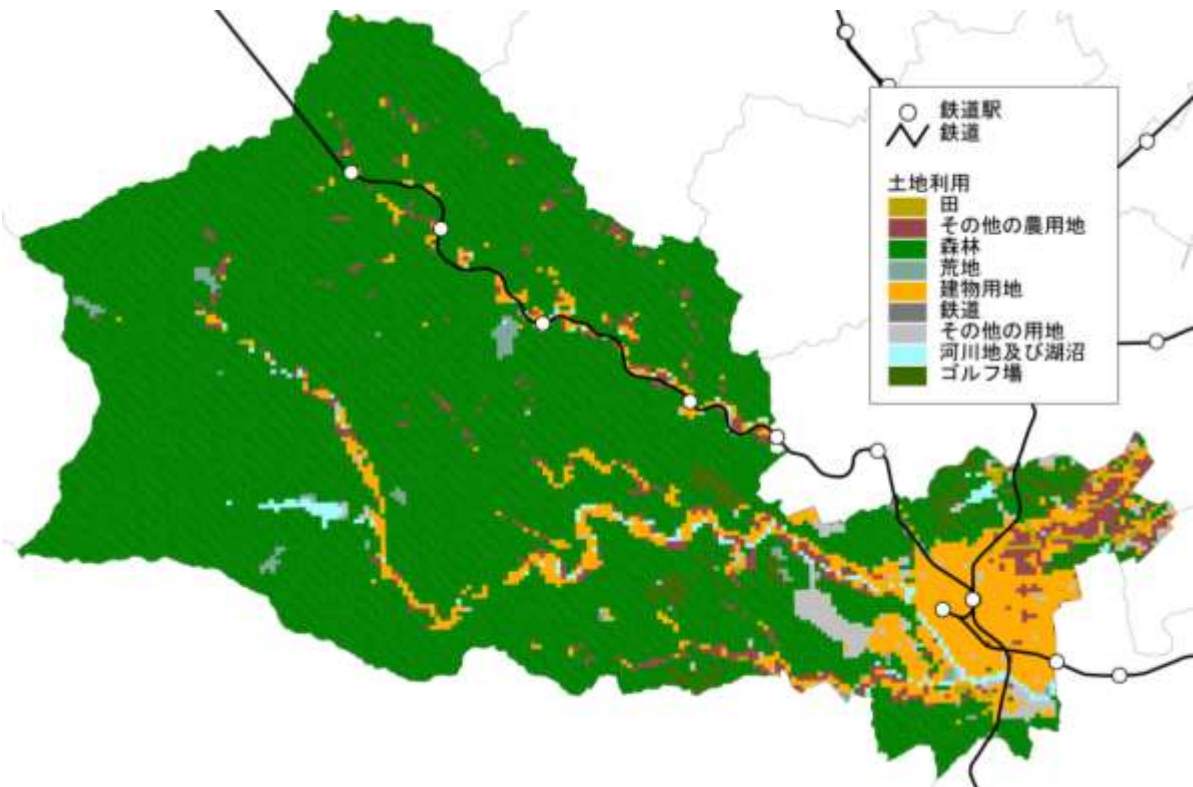 鉄道駅
鉄道
土地利用
田
その他の農用地
森林
荒地
建物用地
鉄道
その他の用地
河川地及び湖沼
ゴルフ場